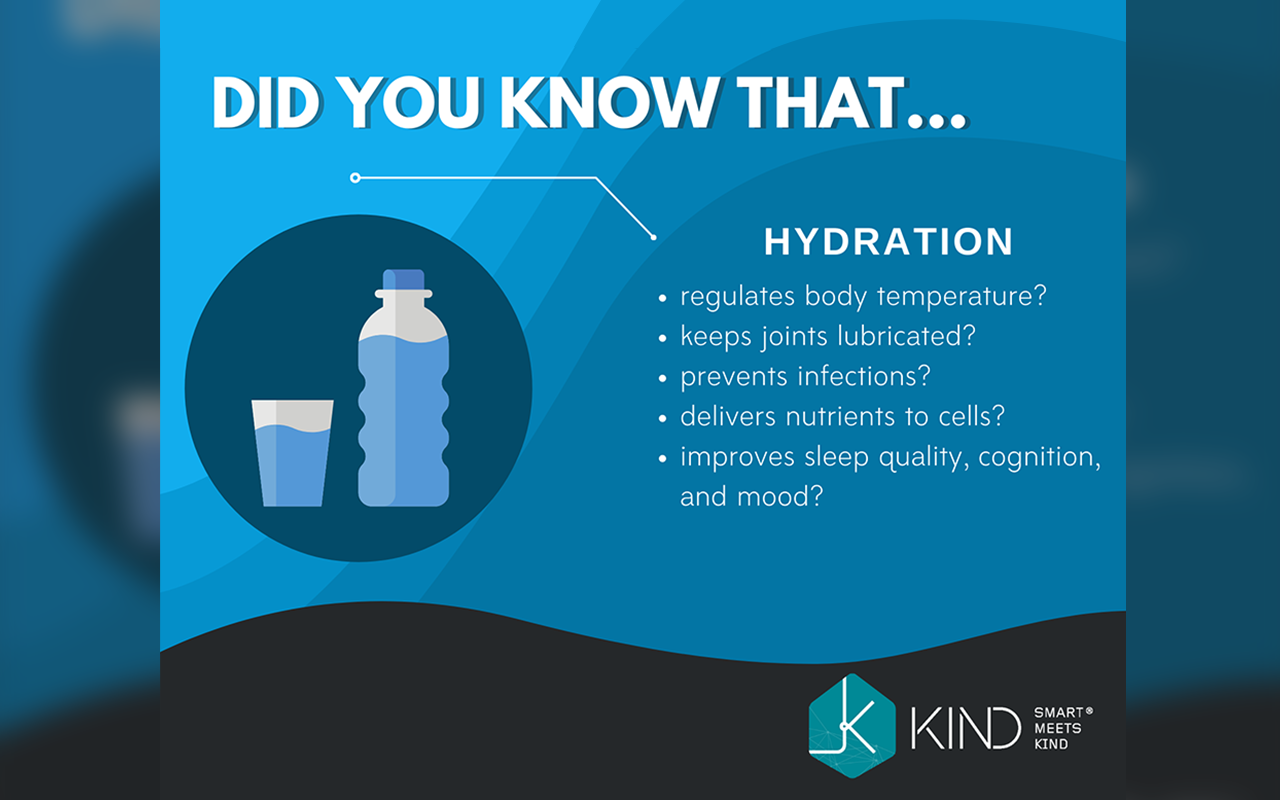 DID YOU KNOW THAT...
HYDRATION
• regulates body temperature?
• keeps joints lubricated?
• prevents infections?
• delivers nutrients to cells?
• improves sleep quality, cognition,
and mood?
K KIND
SMART®
MEETS
KIND